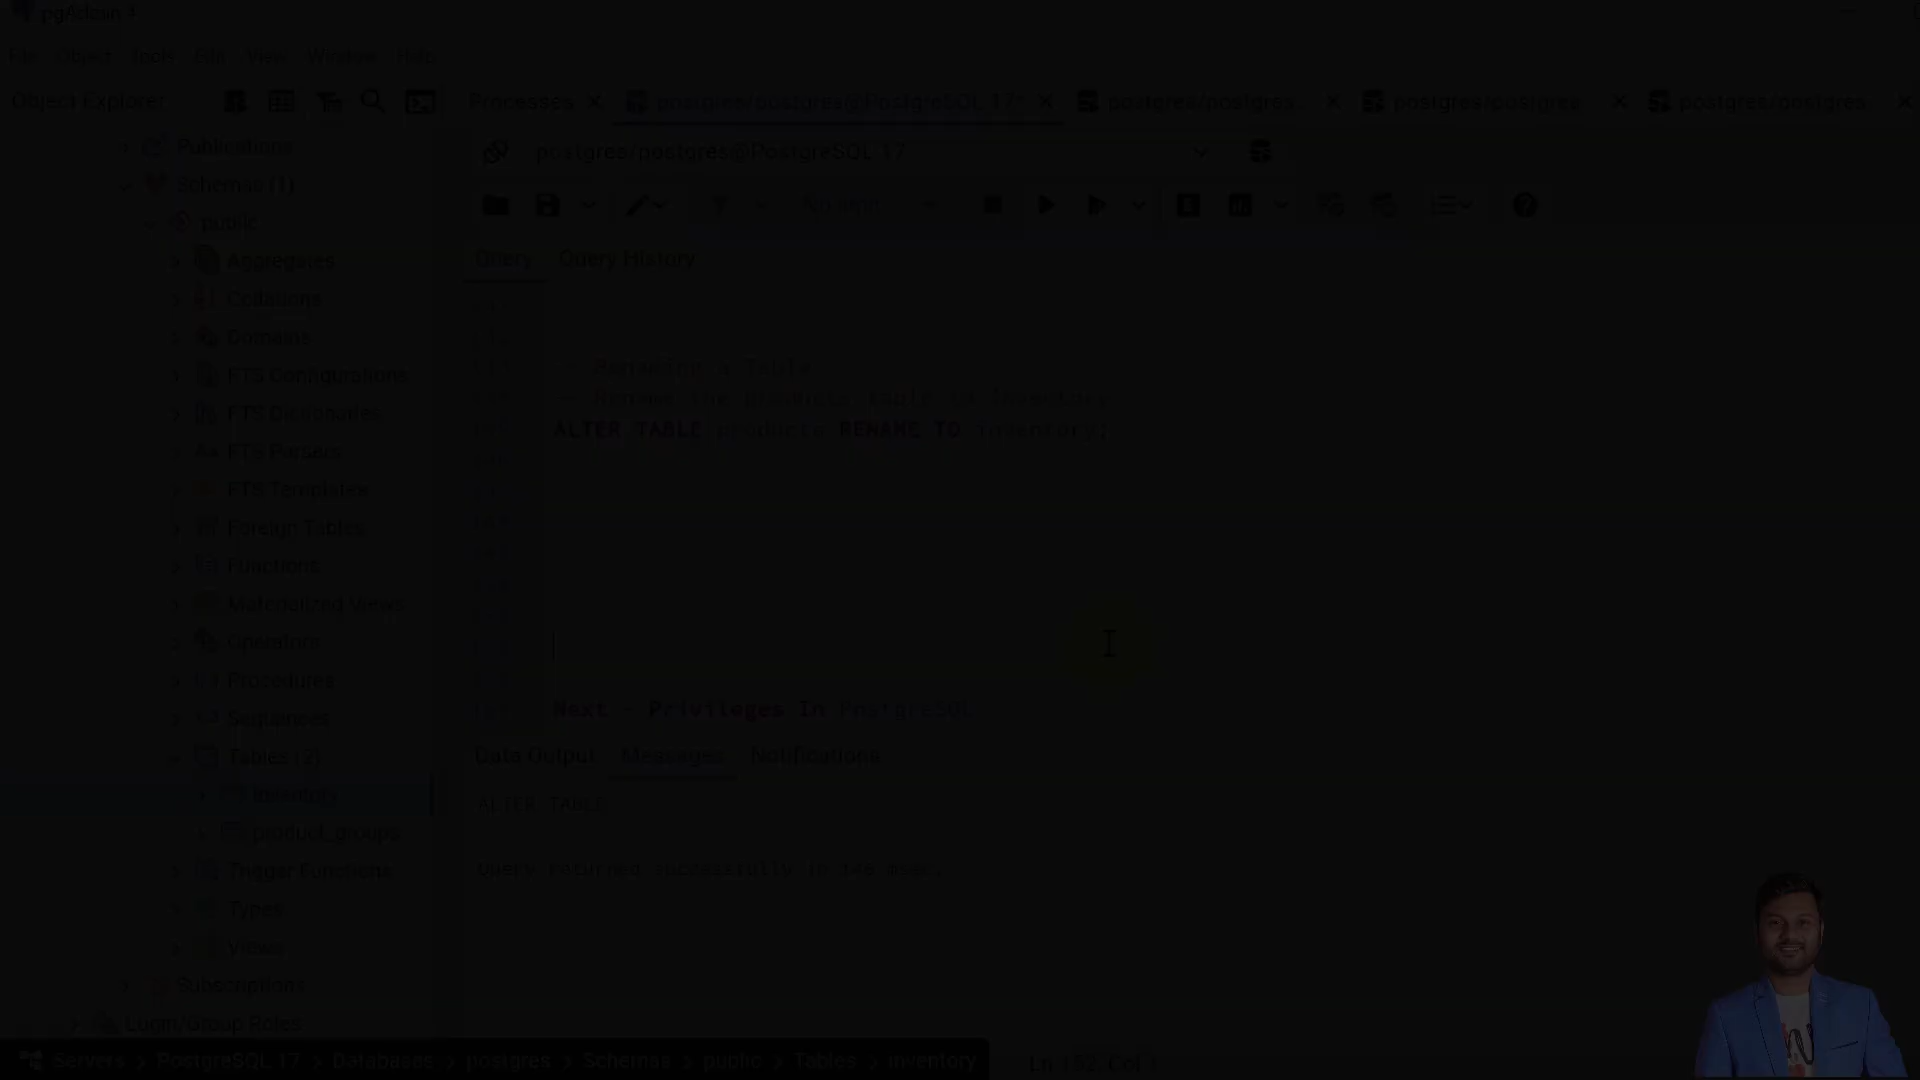 pgAdmin 4
File Object Tools Edit View Window Help
Object Explorer
Processes
postgres/postgres@PostgreSQL 17*
postgres/postgres
postgres/postgres
postgres/postgres
Publications
postgres/postgres@PostgreSQL 17
Schemas (1)
No limit
public
Query
Query History
Aggregates
Collations
Domains
FTS Configurations
FTS Dictionaries
FTS Parsers
FTS Templates
Foreign Tables
Functions
Materialized Views
Operators
Procedures
Sequences
Tables (2)
inventory
product_groups
Trigger Functions
Types
Views
Subscriptions
Login/Group Roles
-- Renaming a Table
-- Rename the products table to inventory
ALTER TABLE products RENAME TO inventory;
Next - Privileges In PostgreSQL
Data Output
Messages
Notifications
ALTER TABLE
Query returned successfully in msec.
Servers > PostgreSQL 17 > Databases > postgres > Schemas > public > Tables > inventory